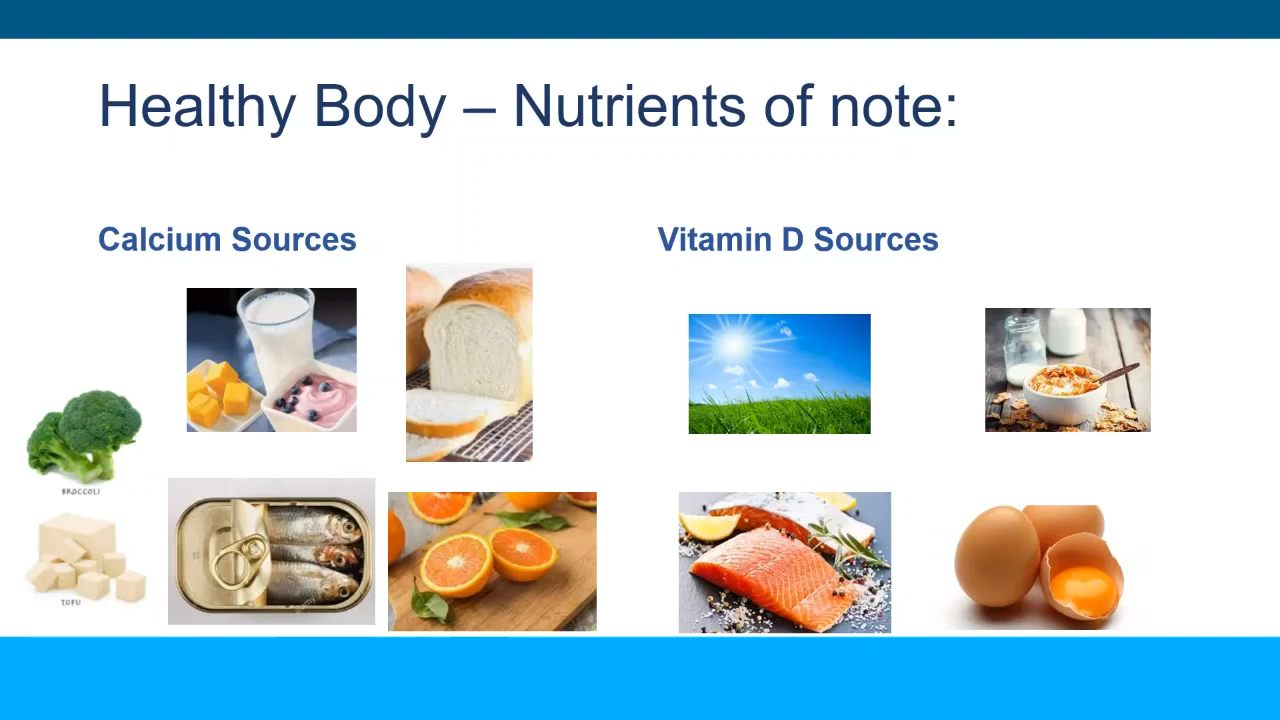 Healthy Body – Nutrients of note:
Calcium Sources
Vitamin D Sources
BROCCOLI
TOFU